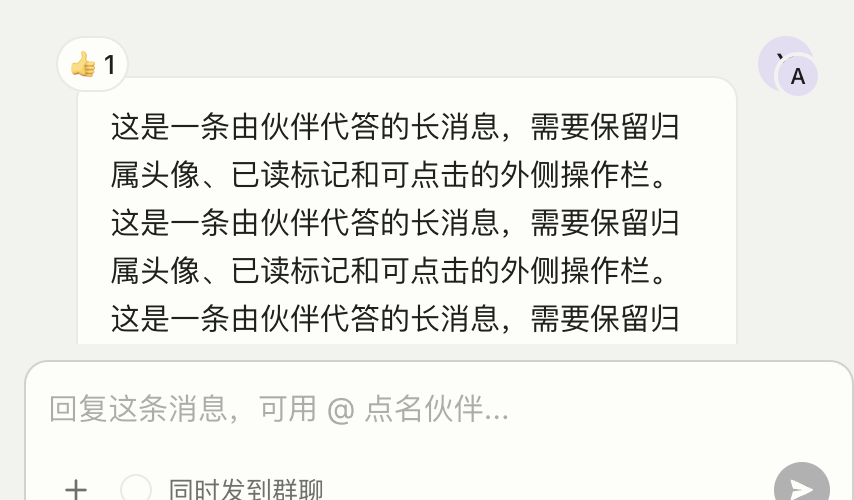 👍 1
A
这是一条由伙伴代答的长消息，需要保留归
属头像、已读标记和可点击的外侧操作栏。
这是一条由伙伴代答的长消息，需要保留归
属头像、已读标记和可点击的外侧操作栏。
这是一条由伙伴代答的长消息，需要保留归
回复这条消息，可用 @ 点名伙伴...
同时发到群聊